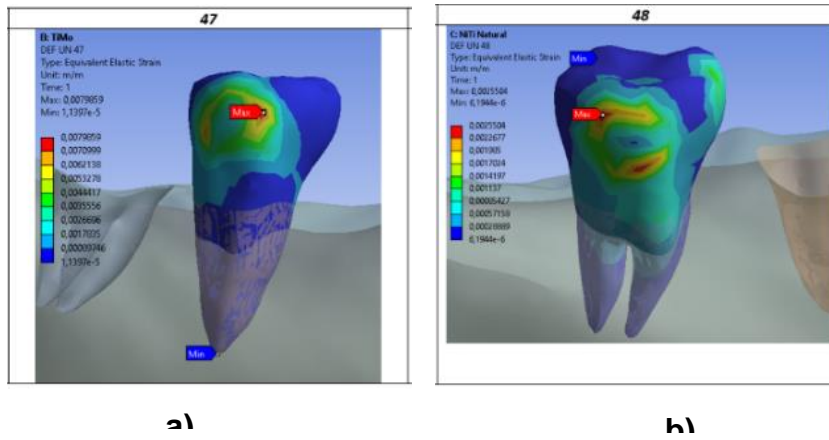 47
B: TiMo
DEF UN 47
Type: Equivalent Elastic Strain
Unit: m/m
Time: 1
Max: 0,0079859
Min: 1,1397e-5
0,0079859
0,0070999
0,0062138
0,0053278
0,0044417
0,0035556
0,0026696
0,0017835
0,00089746
1,1397e-5
Max
Min
a)
48
C: NiTi Natural
DEF UN 48
Type: Equivalent Elastic Strain
Unit: m/m
Time: 1
Max: 0,0025504
Min: 6,1944e-6
0,0025504
0,0022677
0,001985
0,0017024
0,0014197
0,001137
0,00085427
0,00057158
0,00028889
6,1944e-6
Min
Max
b)